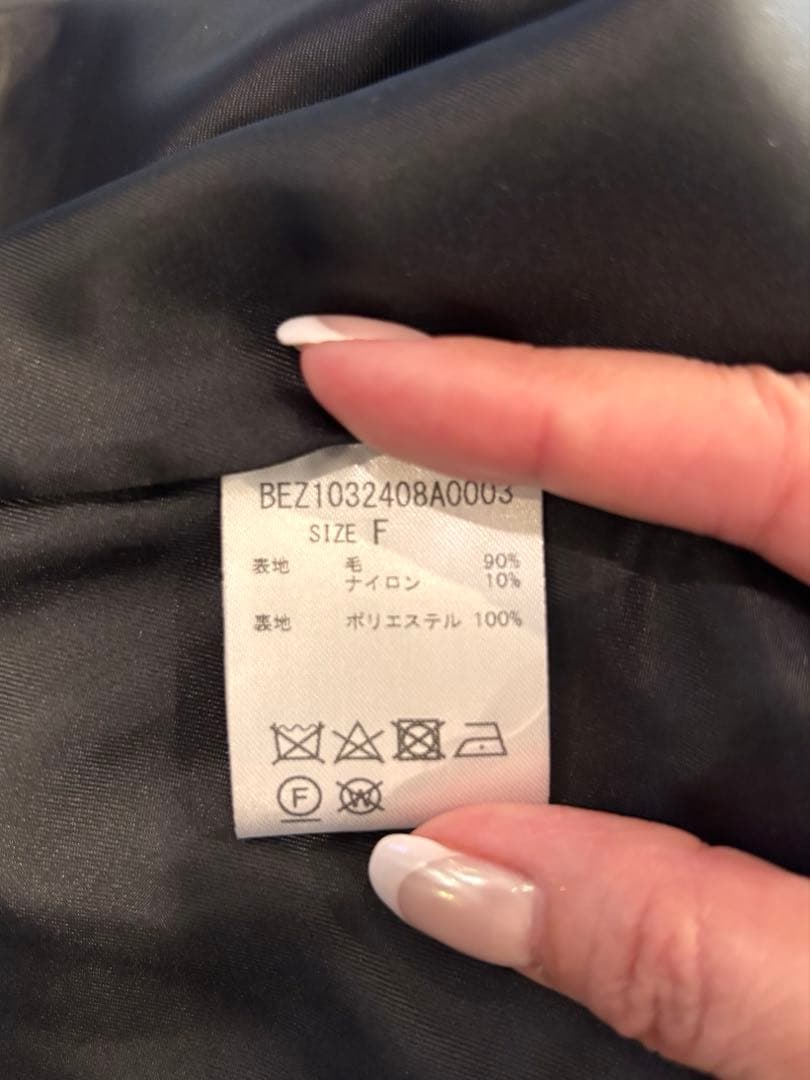 BEZ1032408A0003
SIZE F
表地 毛 90%
ナイロン 10%
裏地 ポリエステル 100%
F W